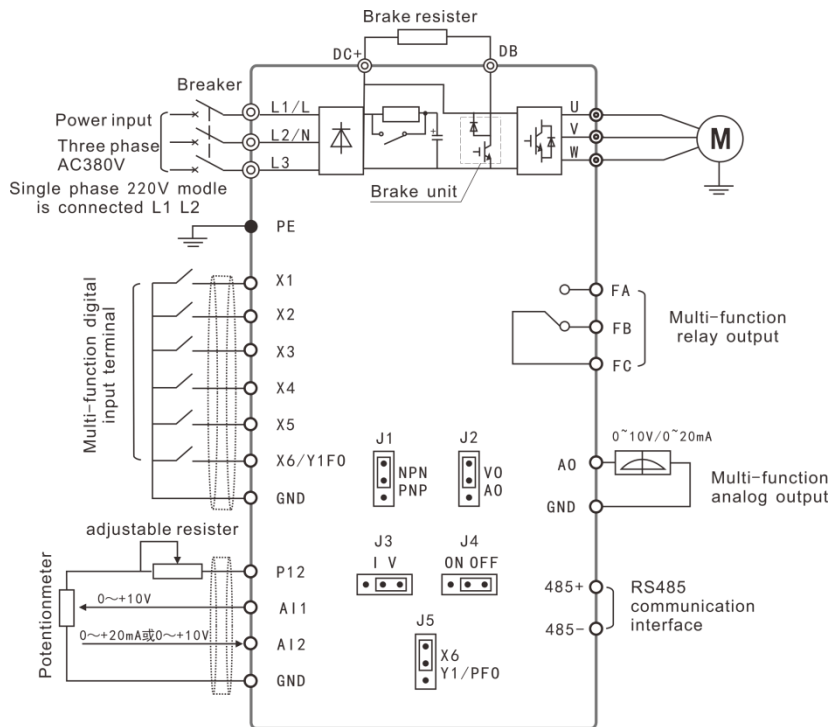 Brake resister
DC+
DB
Breaker
Power input
Three phase
AC380V
Single phase 220V modle
is connected L1 L2
L1/L
L2/N
L3
PE
+
Brake unit
U
V
W
M
Multi-function digital
input terminal
X1
X2
X3
X4
X5
X6/Y1FO
GND
FA
FB
FC
Multi-function
relay output
J1
NPN
PNP
J2
VO
AO
AO
0~10V/0~20mA
GND
Multi-function
analog output
adjustable resister
Potentionmeter
P12
0~+10V
AI1
0~+20mA或0~+10V
AI2
GND
J3
I V
J4
ON OFF
J5
X6
Y1/PFO
485+
485-
RS485
communication
interface